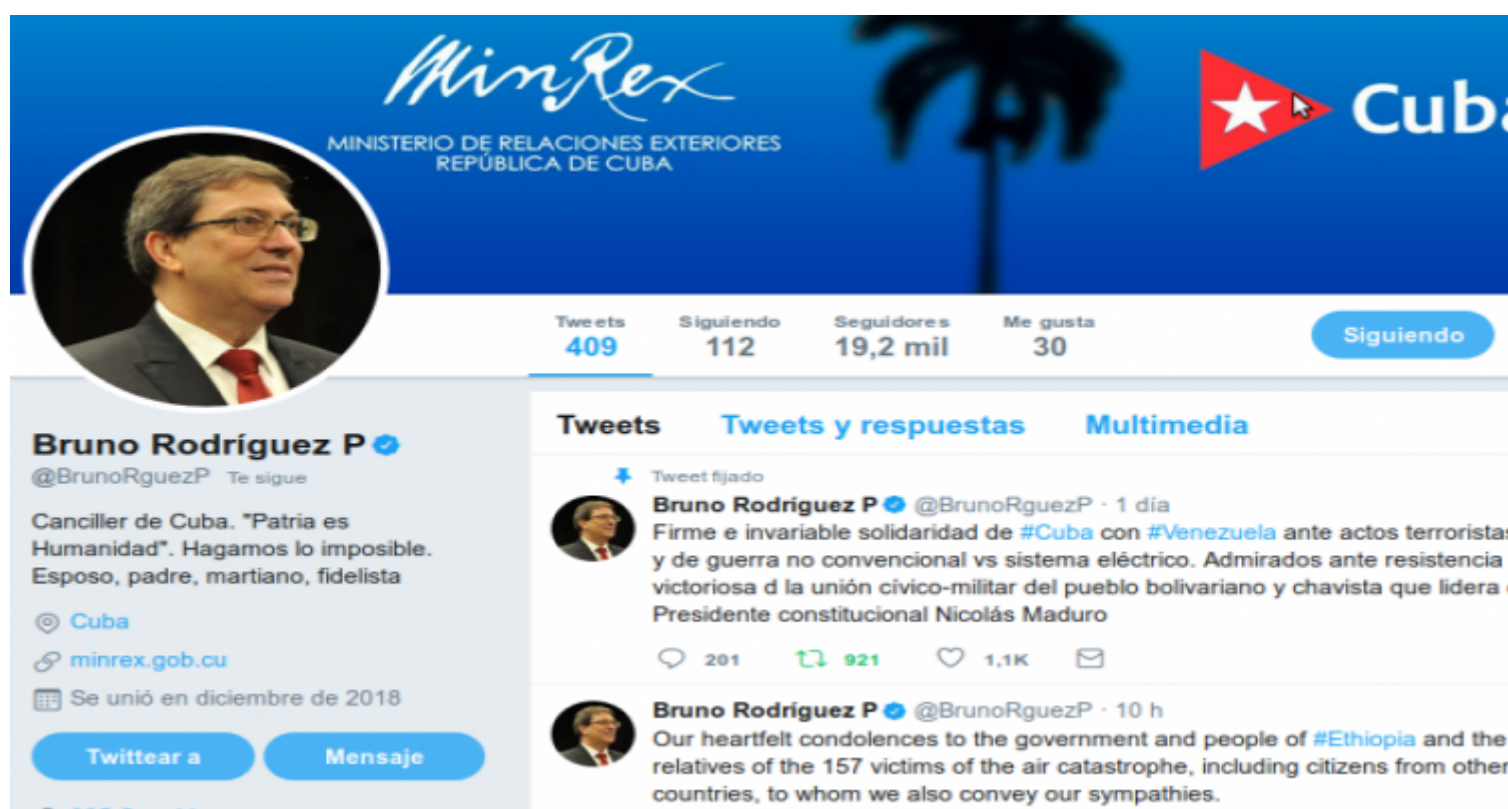 MinRex
MINISTERIO DE RELACIONES EXTERIORES
REPÚBLICA DE CUBA
Cuba
Tweets
409
Siguiendo
112
Seguidores
19,2 mil
Me gusta
30
Siguiendo
Bruno Rodríguez P
@BrunoRguezP Te sigue
Canciller de Cuba. "Patria es
Humanidad". Hagamos lo imposible.
Esposo, padre, martiano, fidelista
Cuba
minrex.gob.cu
Se unió en diciembre de 2018
Twittear a Mensaje
Tweets Tweets y respuestas Multimedia
Tweet fijado
Bruno Rodríguez P @BrunoRguezP · 1 día
Firme e invariable solidaridad de #Cuba con #Venezuela ante actos terroristas
y de guerra no convencional vs sistema eléctrico. Admirados ante resistencia
victoriosa d la unión cívico-militar del pueblo bolivariano y chavista que lidera
Presidente constitucional Nicolás Maduro
201 921 1,1K
Bruno Rodríguez P @BrunoRguezP · 10 h
Our heartfelt condolences to the government and people of #Ethiopia and the
relatives of the 157 victims of the air catastrophe, including citizens from other
countries, to whom we also convey our sympathies.